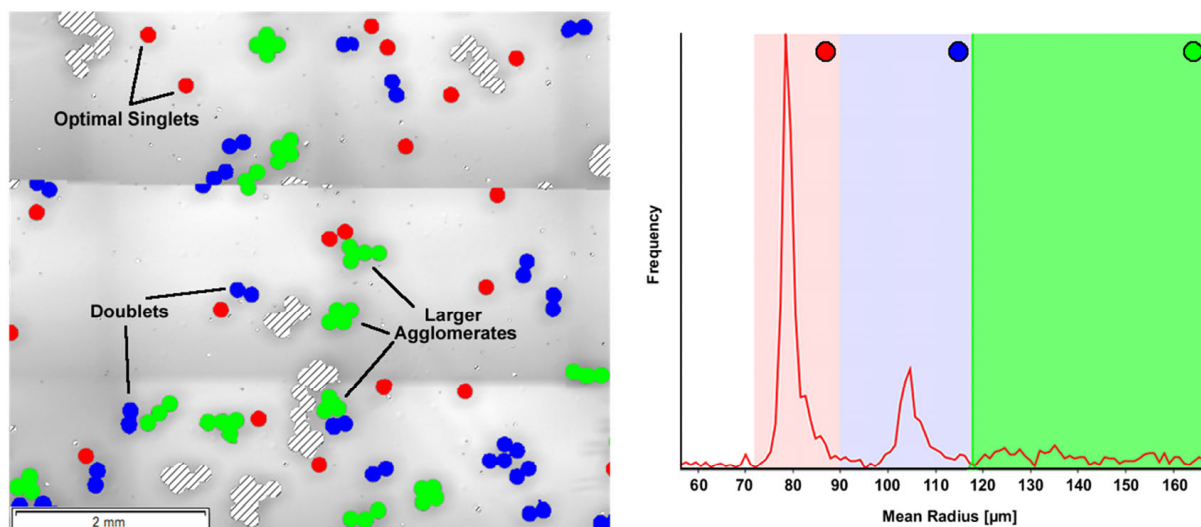 Optimal Singlets
Doublets
Larger
Agglomerates
2 mm
Frequency
60 70 80 90 100 110 120 130 140 150 160
Mean Radius [µm]